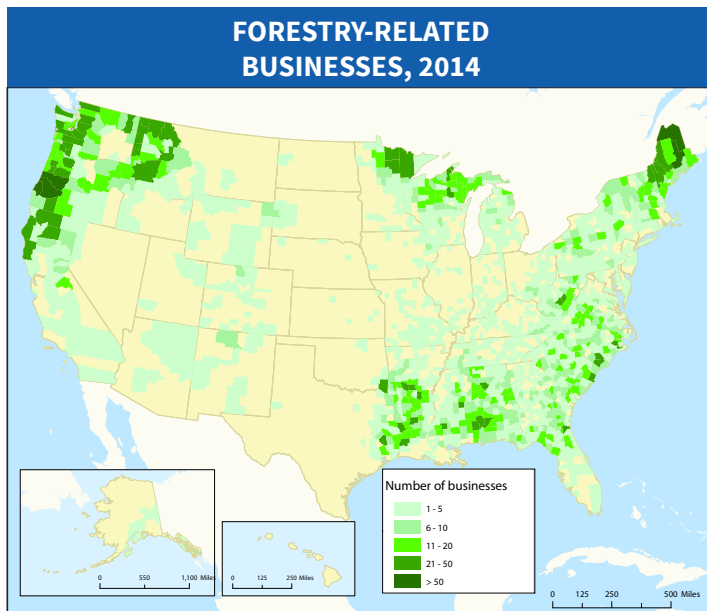 FORESTRY-RELATED
BUSINESSES, 2014
Number of businesses
1 - 5
6 - 10
11 - 20
21 - 50
> 50
0 550 1,100 Miles
0 125 250 Miles
0 125 250 500 Miles